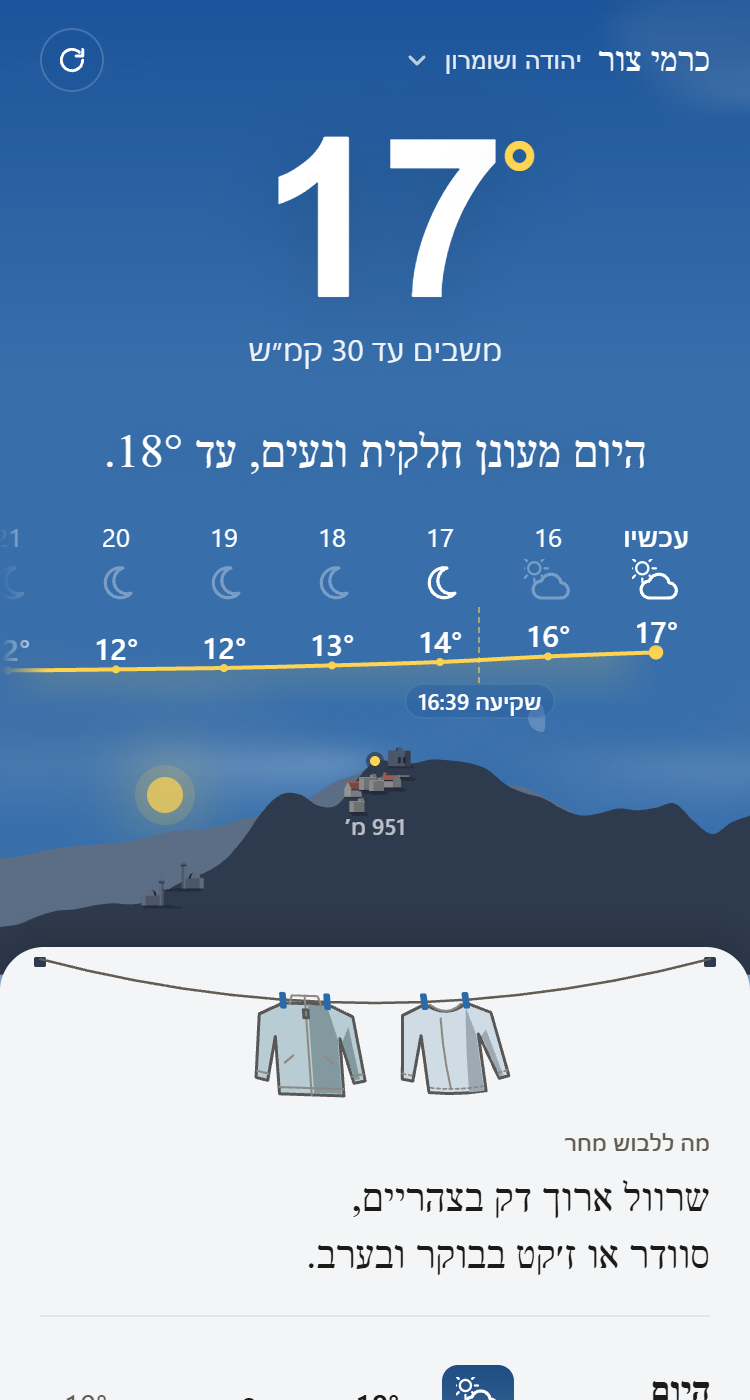 כרמי צור יהודה ושומרון
17°
משבים עד 30 קמ״ש
היום מעונן חלקית ונעים, עד 18°.
עכשיו 16 17 18 19 20
17° 16° 14° 13° 12° 12°
שקיעה 16:39
951 מ׳
מה ללבוש מחר
שרוול ארוך דק בצהריים,
סוודר או ז׳קט בבוקר ובערב.
היום